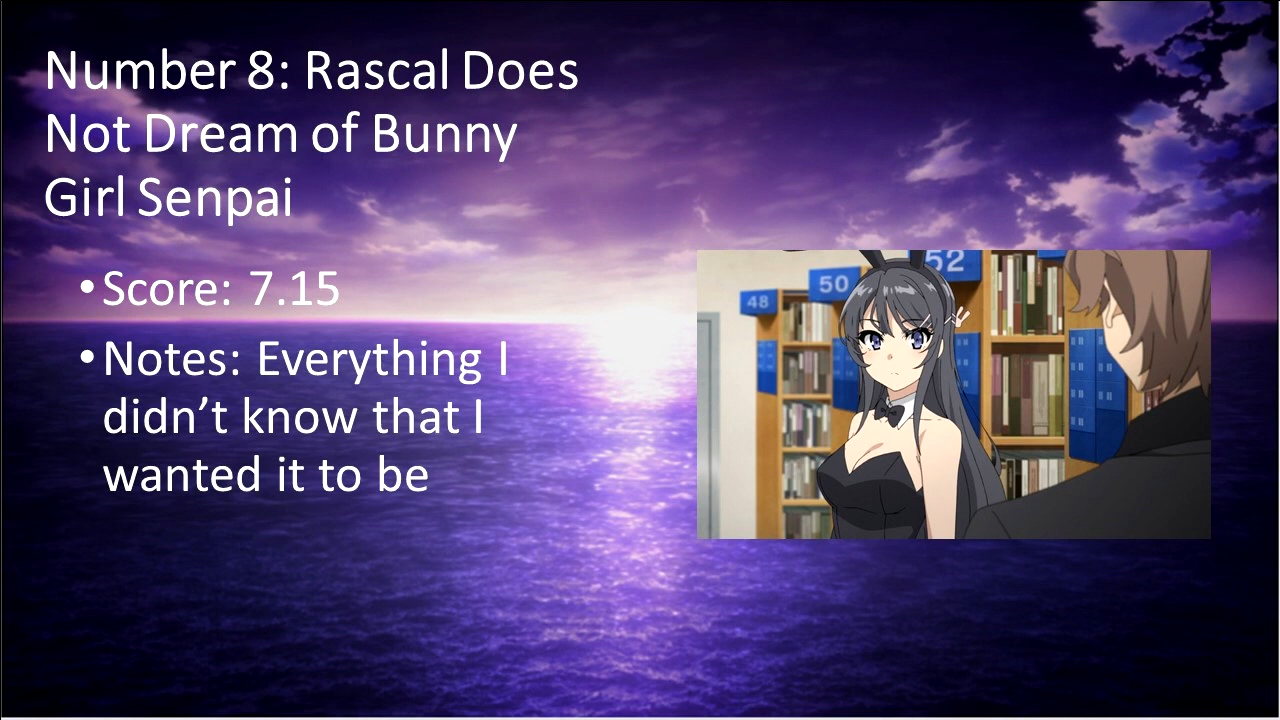 Number 8: Rascal Does
Not Dream of Bunny
Girl Senpai
•Score: 7.15
•Notes: Everything I
didn’t know that I
wanted it to be
48
50
52